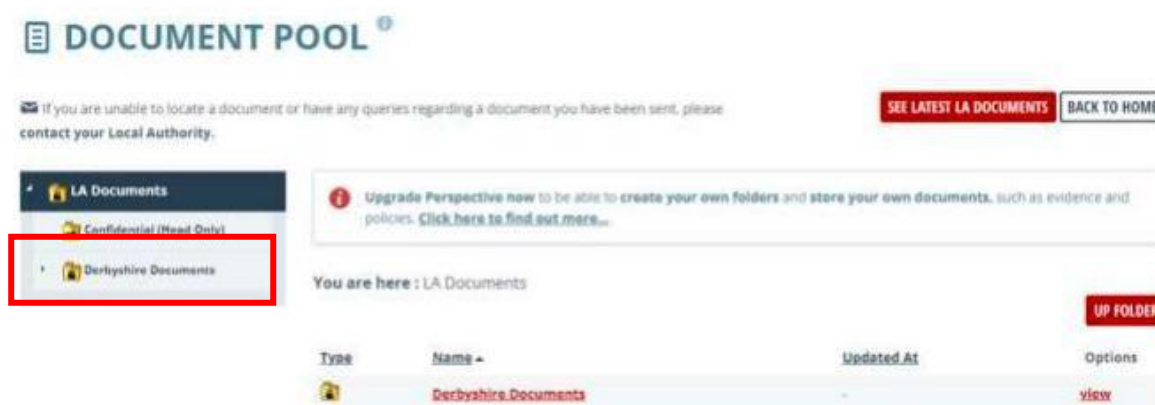 DOCUMENT POOL
If you are unable to locate a document or have any queries regarding a document you have been sent, please
contact your Local Authority.
SEE LATEST LA DOCUMENTS
BACK TO HOME
LA Documents
Confidential (Head Only)
Derbyshire Documents
Upgrade Perspective now to be able to create your own folders and store your own documents, such as evidence and
policies. Click here to find out more...
You are here : LA Documents
UP FOLDER
Type Name Updated At Options
Derbyshire Documents - view